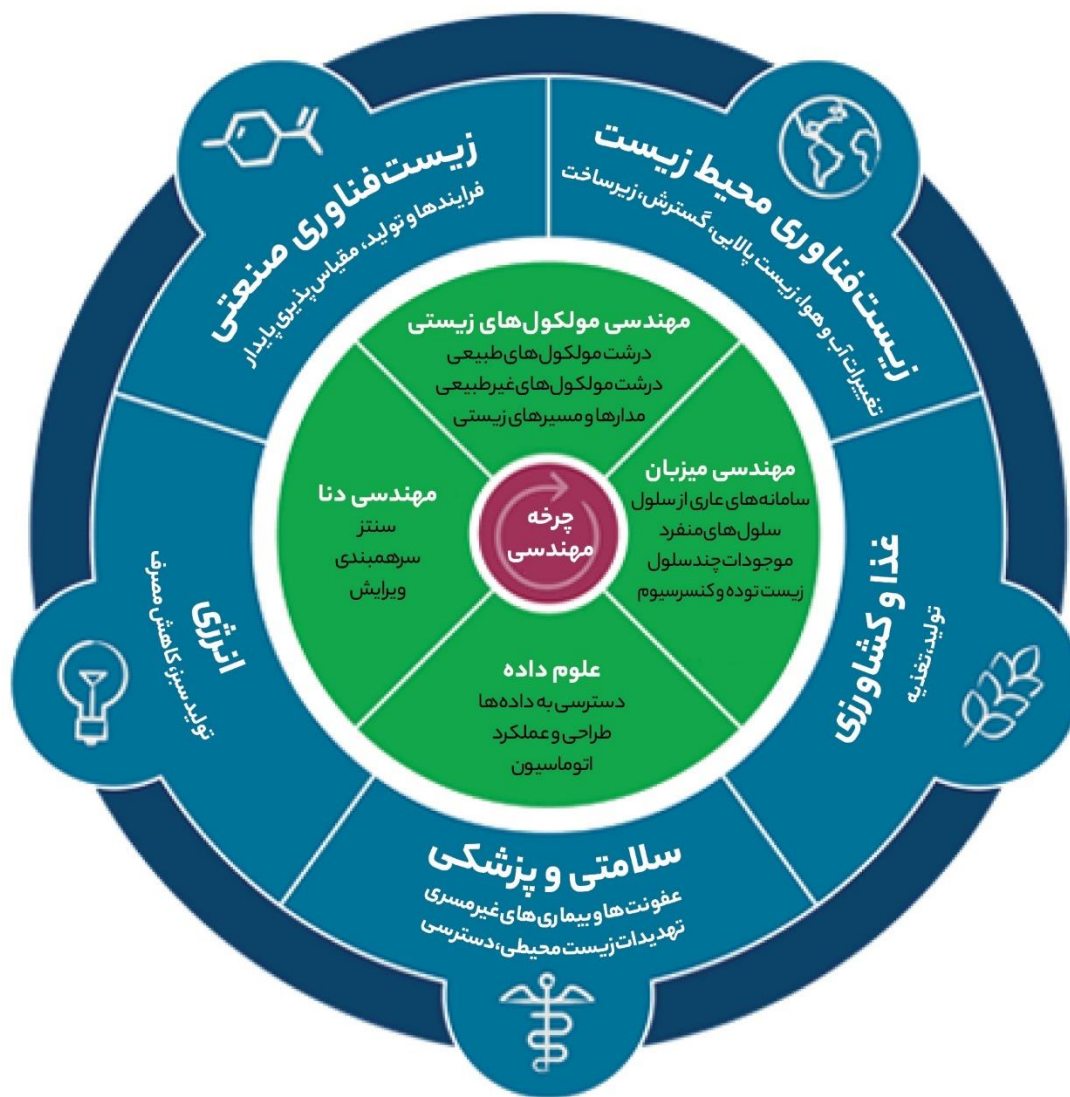 زیست‌فناوری محیط زیست
تغییرات آب و هوا، زیست پالایی، گسترش، زیرساخت
زیست‌فناوری صنعتی
فرایندها و تولید، مقیاس‌پذیری پایدار
مهندسی مولکول‌های زیستی
درشت مولکول‌های طبیعی
درشت مولکول‌های غیرطبیعی
مدارها و مسیرهای زیستی
مهندسی میزبان
سامانه‌های عاری از سلول
سلول‌های منفرد
موجودات چند سلول
زیست توده و کنسرسیوم
چرخه
مهندسی
مهندسی دنا
سنتز
سرهمبندی
ویرایش
علوم داده
دسترسی به داده‌ها
طراحی و عملکرد
اتوماسیون
غذا و کشاورزی
تولید، تغذیه
انرژی
تولید سبز، کاهش مصرف
سلامتی و پزشکی
عفونت‌ها و بیماری‌های غیرمسری
تهدیدات زیست محیطی، دسترسی